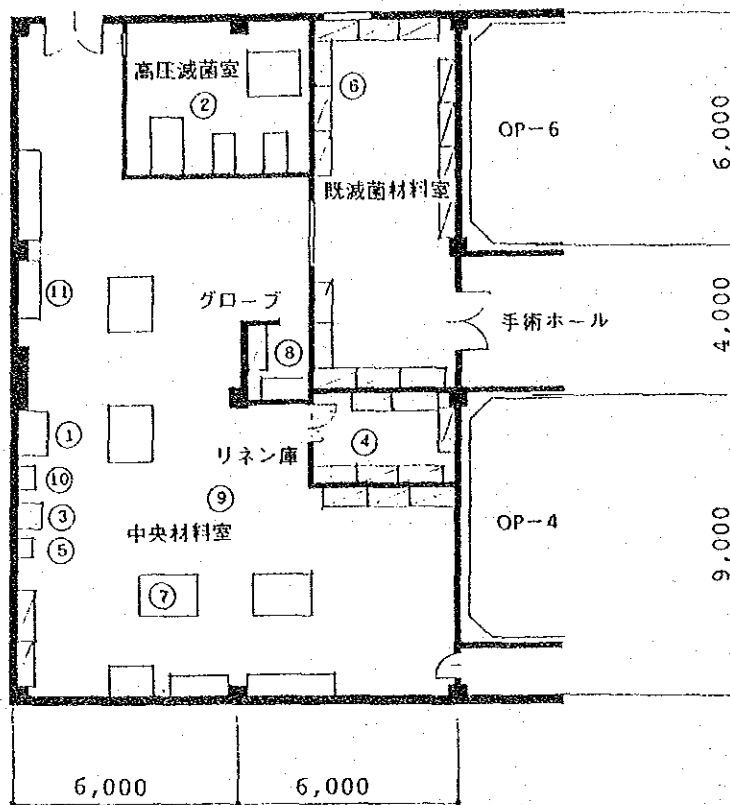 高圧滅菌室
②
⑥
OP-6
6,000
既滅菌材料室
グローブ
⑪
⑧
手術ホール
4,000
①
リネン庫
④
⑩
⑨
③
中央材料室
⑤
OP-4
9,000
⑦
6,000
6,000